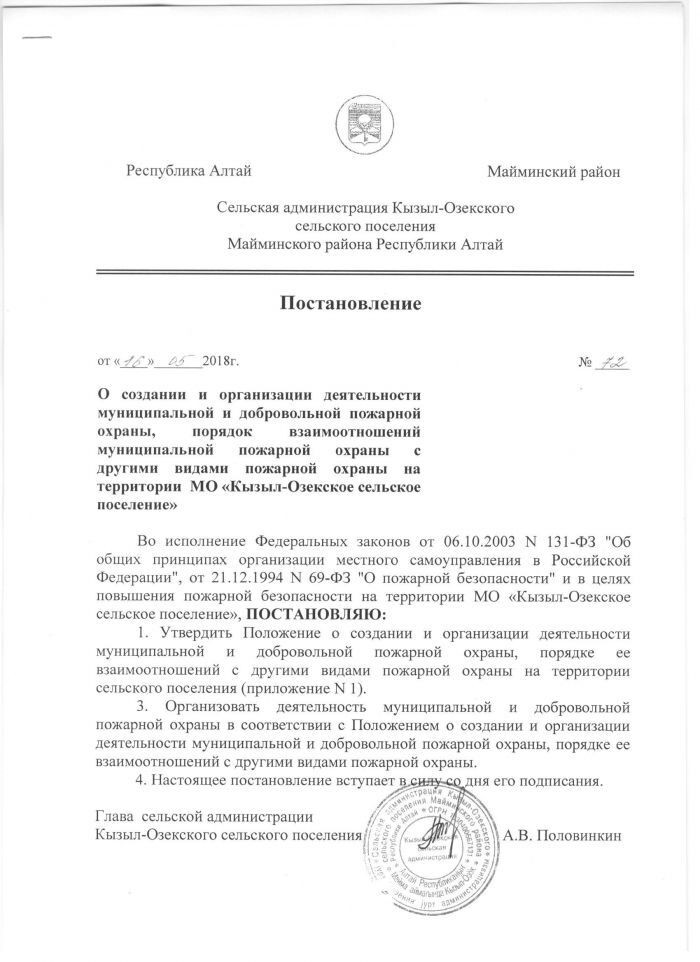 Республика Алтай Майминский район
Сельская администрация Кызыл-Озекского
сельского поселения
Майминского района Республики Алтай
Постановление
от «16» 05 2018г. № 72
О создании и организации деятельности
муниципальной и добровольной пожарной
охраны, порядок взаимоотношений
муниципальной пожарной охраны с
другими видами пожарной охраны на
территории МО «Кызыл-Озекское сельское
поселение»
Во исполнение Федеральных законов от 06.10.2003 N 131-ФЗ "Об
общих принципах организации местного самоуправления в Российской
Федерации", от 21.12.1994 N 69-ФЗ "О пожарной безопасности" и в целях
повышения пожарной безопасности на территории МО «Кызыл-Озекское
сельское поселение», ПОСТАНОВЛЯЮ:
1. Утвердить Положение о создании и организации деятельности
муниципальной и добровольной пожарной охраны, порядке ее
взаимоотношений с другими видами пожарной охраны на территории
сельского поселения (приложение N 1).
3. Организовать деятельность муниципальной и добровольной
пожарной охраны в соответствии с Положением о создании и организации
деятельности муниципальной и добровольной пожарной охраны, порядке ее
взаимоотношений с другими видами пожарной охраны.
4. Настоящее постановление вступает в силу со дня его подписания.
Глава сельской администрации
Кызыл-Озекского сельского поселения А.В. Половинкин
Сельская администрация Кызыл-Озекского
сельского поселения Майминского района
Республики Алтай * ОГРН
сельская
администрация